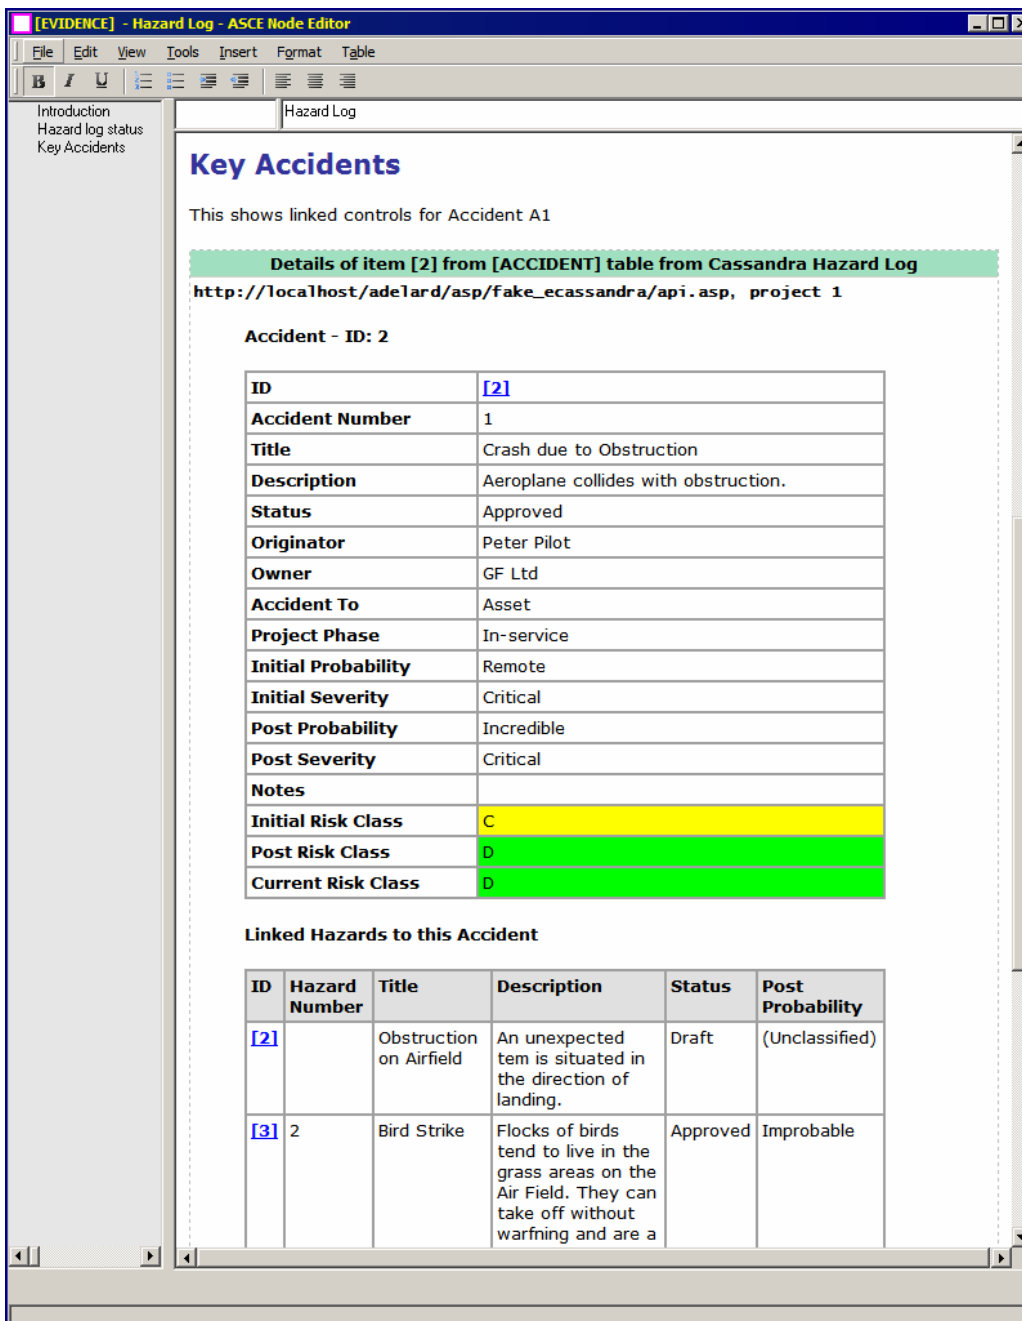 [EVIDENCE] - Hazard Log - ASCE Node Editor
File Edit View Tools Insert Format Table
B I U
Introduction
Hazard log status
Key Accidents
Hazard Log
Key Accidents
This shows linked controls for Accident A1
Details of item [2] from [ACCIDENT] table from Cassandra Hazard Log
http://localhost/adelard/asp/fake_ecassandra/api.asp, project 1
Accident - ID: 2
ID [2]
Accident Number 1
Title Crash due to Obstruction
Description Aeroplane collides with obstruction.
Status Approved
Originator Peter Pilot
Owner GF Ltd
Accident To Asset
Project Phase In-service
Initial Probability Remote
Initial Severity Critical
Post Probability Incredible
Post Severity Critical
Notes
Initial Risk Class C
Post Risk Class D
Current Risk Class D
Linked Hazards to this Accident
ID Hazard Title Description Status Post
Number Probability
[2] Obstruction An unexpected Draft (Unclassified)
on Airfield tem is situated in
the direction of
landing.
[3] 2 Bird Strike Flocks of birds Approved Improbable
tend to live in the
grass areas on the
Air Field. They can
take off without
warfning and are a